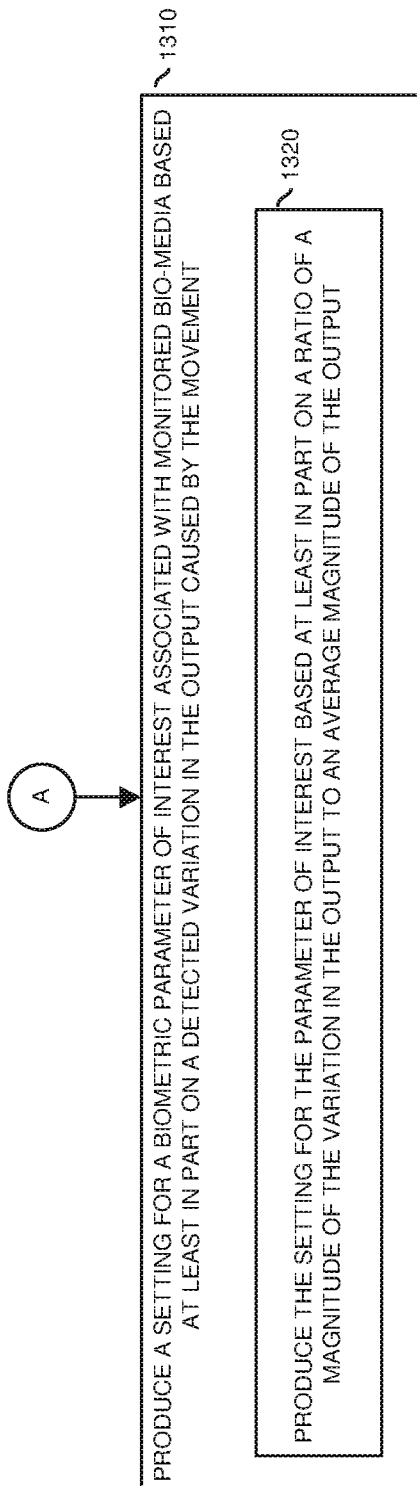 A
1310
PRODUCE A SETTING FOR A BIOMETRIC PARAMETER OF INTEREST ASSOCIATED WITH MONITORED BIO-MEDIA BASED
AT LEAST IN PART ON A DETECTED VARIATION IN THE OUTPUT CAUSED BY THE MOVEMENT
1320
PRODUCE THE SETTING FOR THE PARAMETER OF INTEREST BASED AT LEAST IN PART ON A RATIO OF A
MAGNITUDE OF THE VARIATION IN THE OUTPUT TO AN AVERAGE MAGNITUDE OF THE OUTPUT